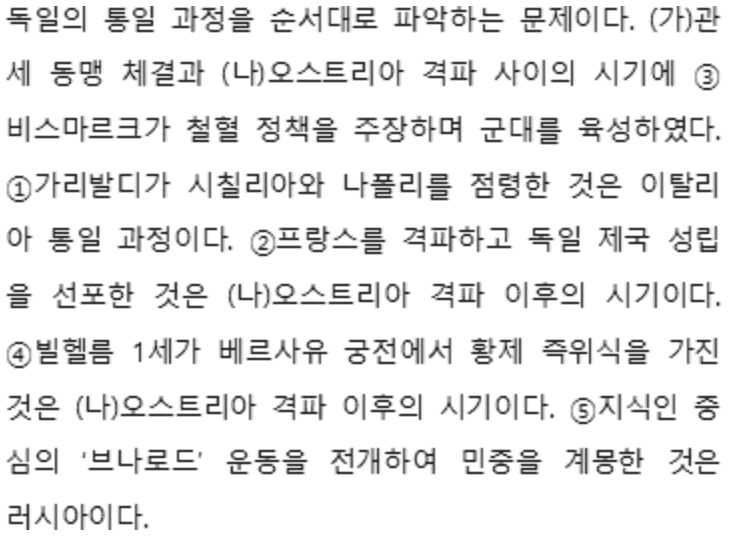 독일의 통일 과정을 순서대로 파악하는 문제이다. (가)관
세 동맹 체결과 (나)오스트리아 격파 사이의 시기에 ③
비스마르크가 철혈 정책을 주장하며 군대를 육성하였다.
①가리발디가 시칠리아와 나폴리를 점령한 것은 이탈리
아 통일 과정이다. ②프랑스를 격파하고 독일 제국 성립
을 선포한 것은 (나)오스트리아 격파 이후의 시기이다.
④빌헬름 1세가 베르사유 궁전에서 황제 즉위식을 가진
것은 (나)오스트리아 격파 이후의 시기이다. ⑤지식인 중
심의 ‘브나로드’ 운동을 전개하여 민중을 계몽한 것은
러시아이다.